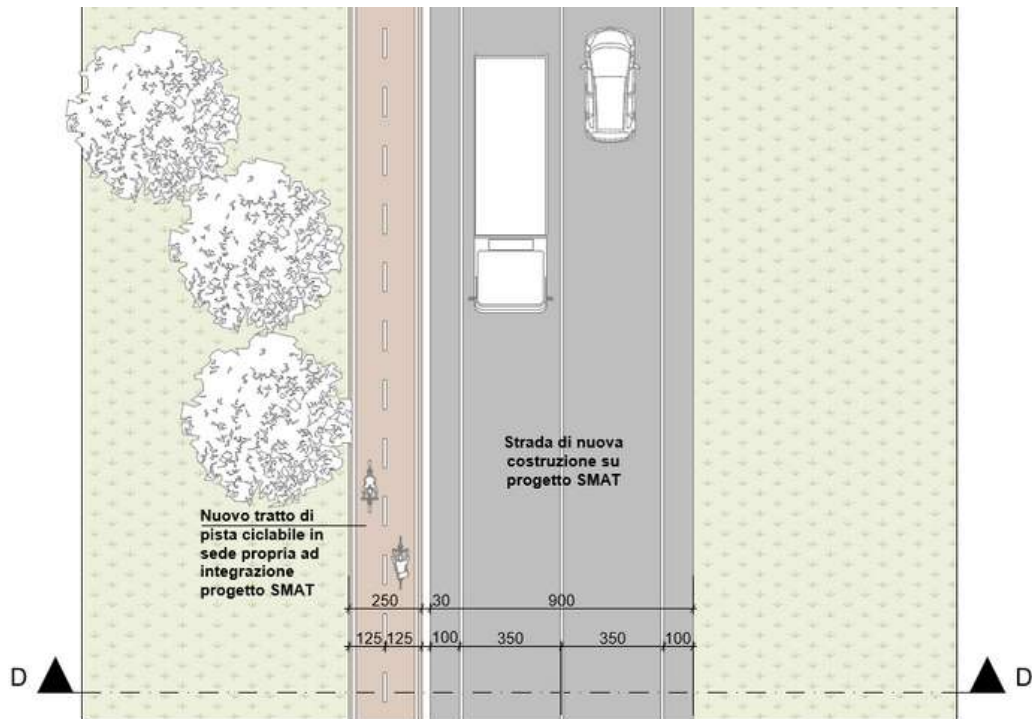 Strada di nuova
costruzione su
progetto SMAT
Nuovo tratto di
pista ciclabile in
sede propria ad
integrazione
progetto SMAT
250 30 900
125 125 100 350 350 100
D D